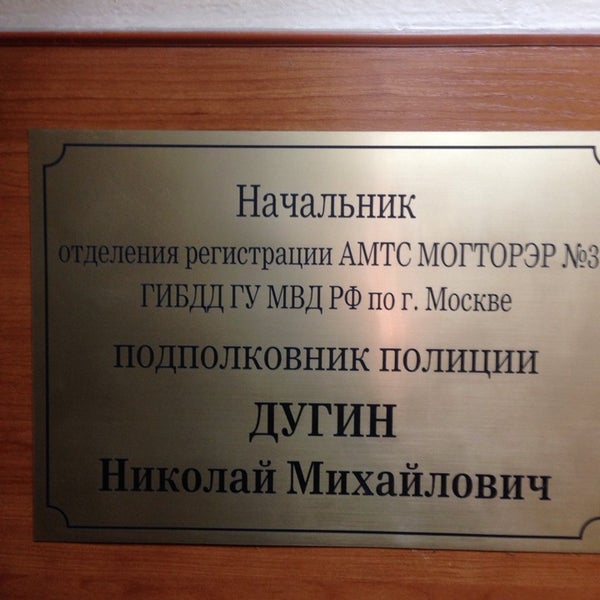 Начальник
отделения регистрации АМТС МОГТОРЭР №3
ГИБДД ГУ МВД РФ по г. Москве
подполковник полиции
ДУГИН
Николай Михайлович